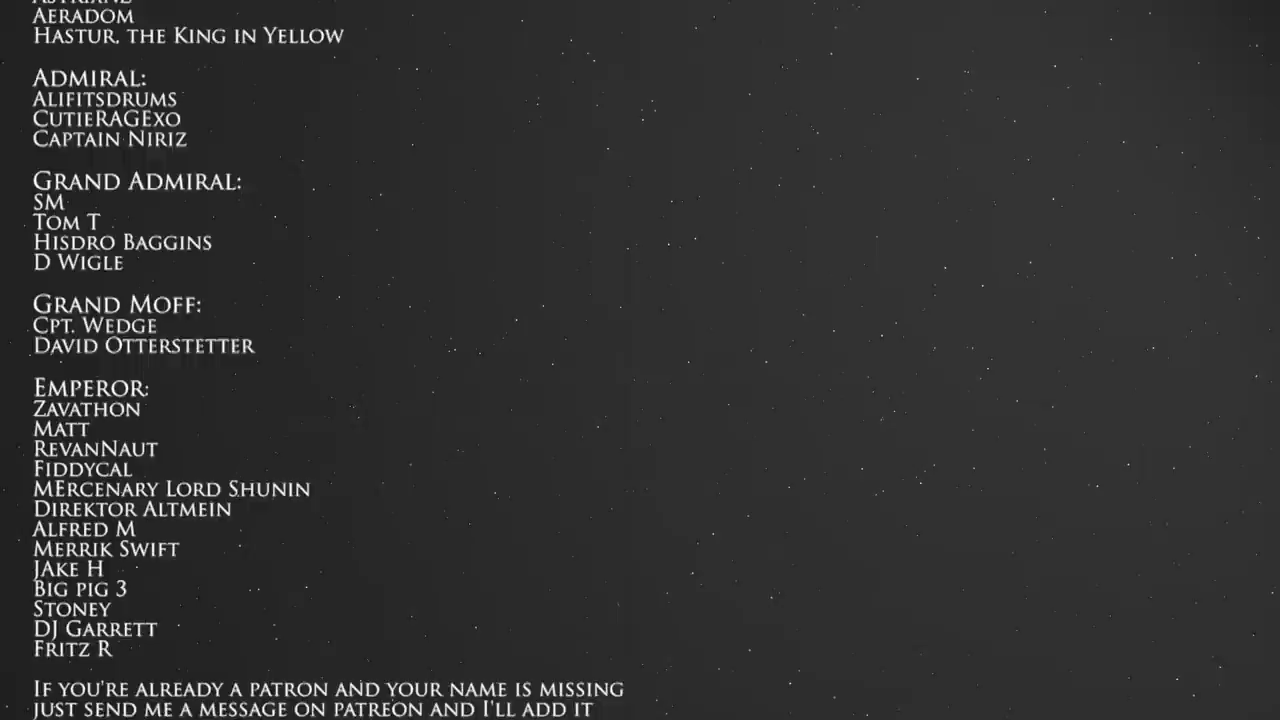 Aeradom
Hastur, the King in Yellow
Admiral:
Alifitsdrums
CutieRAGExo
Captain Niriz
Grand Admiral:
SM
Tom T
Hisdro Baggins
D Wigle
Grand Moff:
Cpt. Wedge
David Otterstetter
Emperor:
Zavathon
Matt
RevanNaut
Fiddycal
MErcenary Lord Shunin
Direktor Altmein
Alfred M
Merrik Swift
JAke H
Big pig 3
Stoney
DJ Garrett
Fritz R
If you're already a patron and your name is missing
just send me a message on patreon and I'll add it